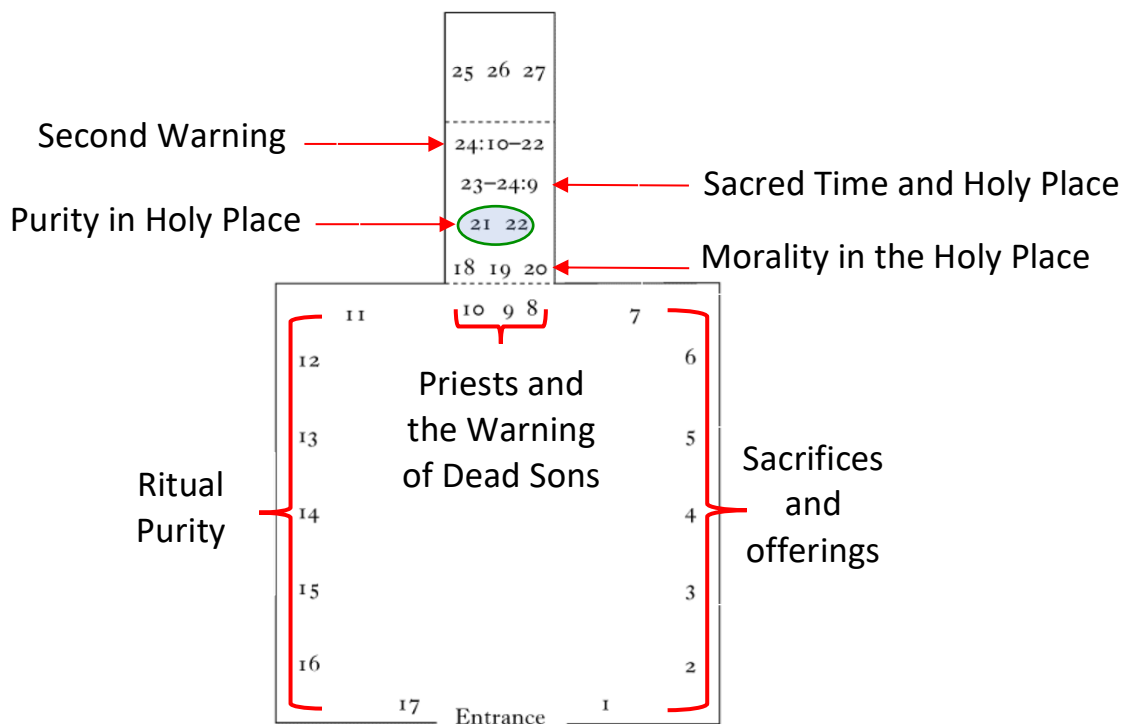 25 26 27
Second Warning
24:10–22
23–24:9
Sacred Time and Holy Place
Purity in Holy Place
21 22
18 19 20
Morality in the Holy Place
11
10 9 8
7
12
6
Priests and
the Warning
of Dead Sons
13
5
Ritual
Purity
14
4
Sacrifices
and
offerings
15
3
16
2
17
Entrance
1